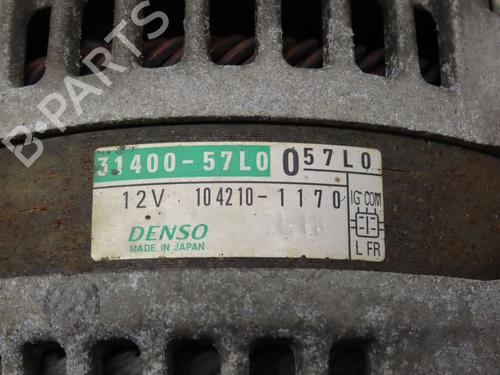 31400-57L0 057L0
12V 104210-1170
IG COM
DENSO
MADE IN JAPAN
L FR
B-PARTS